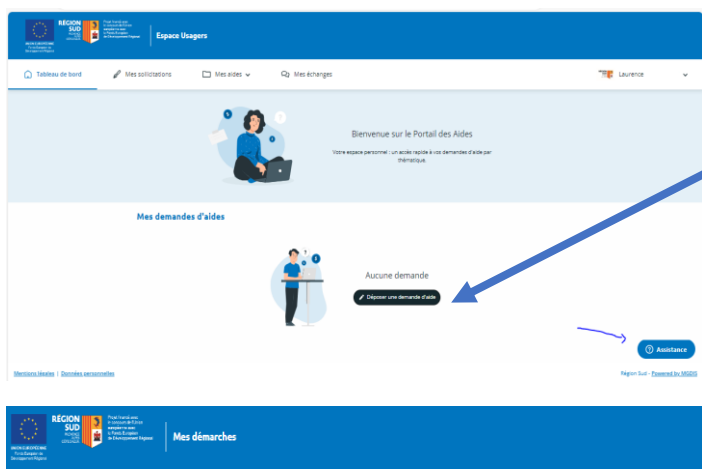 RÉGION
SUD
Espace Usagers
Tableau de bord
Mes sollicitations
Mes aides
Mes échanges
Laurence
Bienvenue sur le Portail des Aides
Votre espace personnel : un accès rapide à vos demandes d'aide par
thématique.
Mes demandes d'aides
Aucune demande
Déposer une demande d'aide
Assistance
Mentions légales | Données personnelles
Région Sud - Powered by MGDIS
RÉGION
SUD
Mes démarches